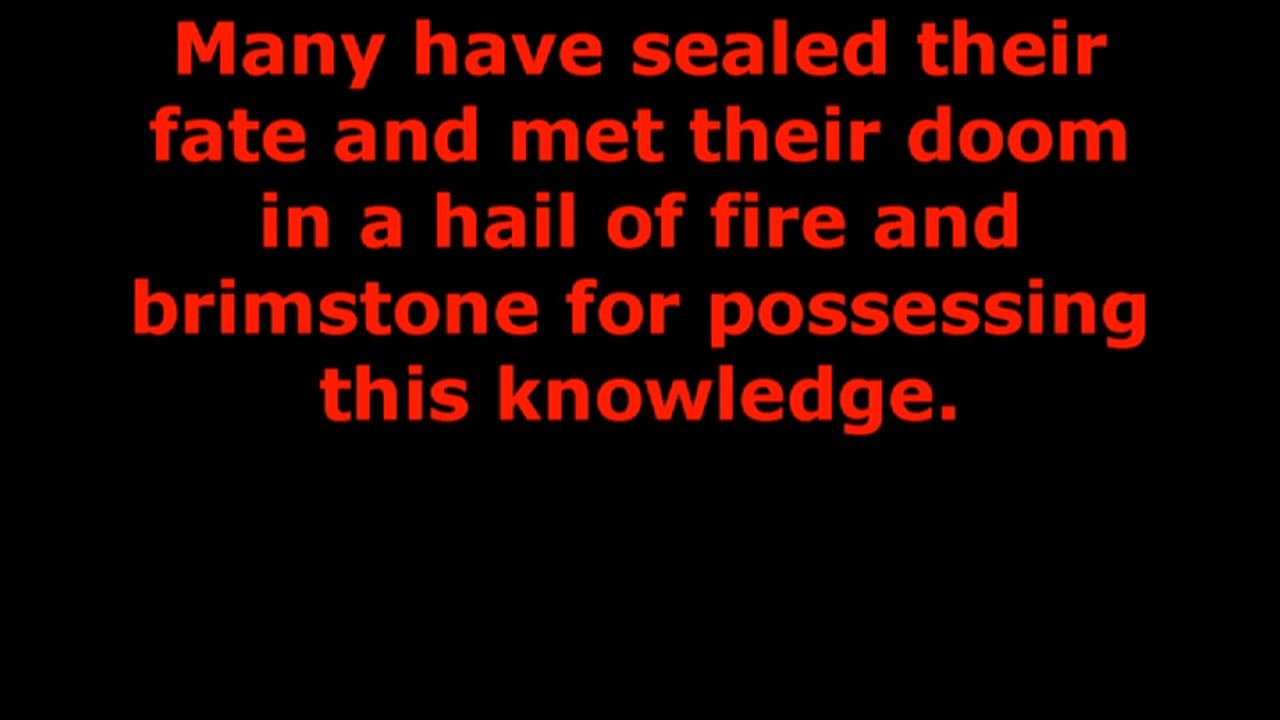 Many have sealed their
fate and met their doom
in a hail of fire and
brimstone for possessing
this knowledge.